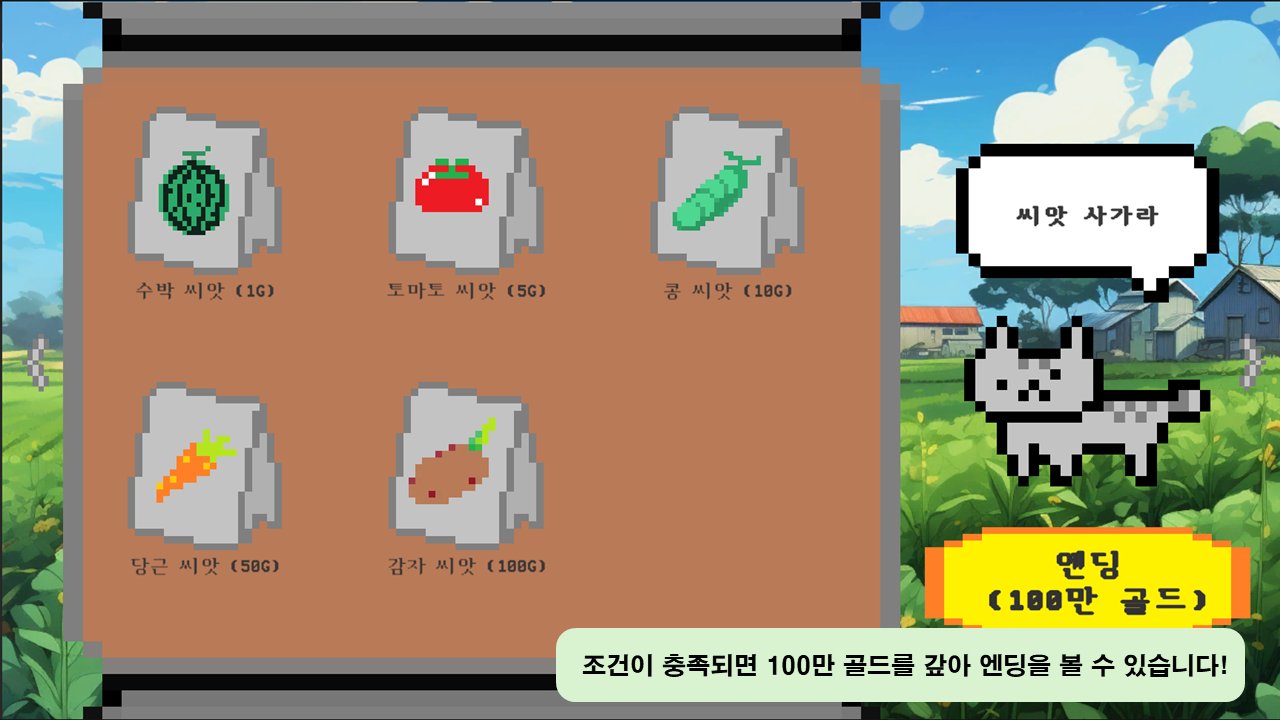 수박 씨앗 (1G)
토마토 씨앗 (5G)
콩 씨앗 (10G)
당근 씨앗 (50G)
감자 씨앗 (100G)
씨앗 사가라
엔딩
(100만 골드)
조건이 충족되면 100만 골드를 갚아 엔딩을 볼 수 있습니다!